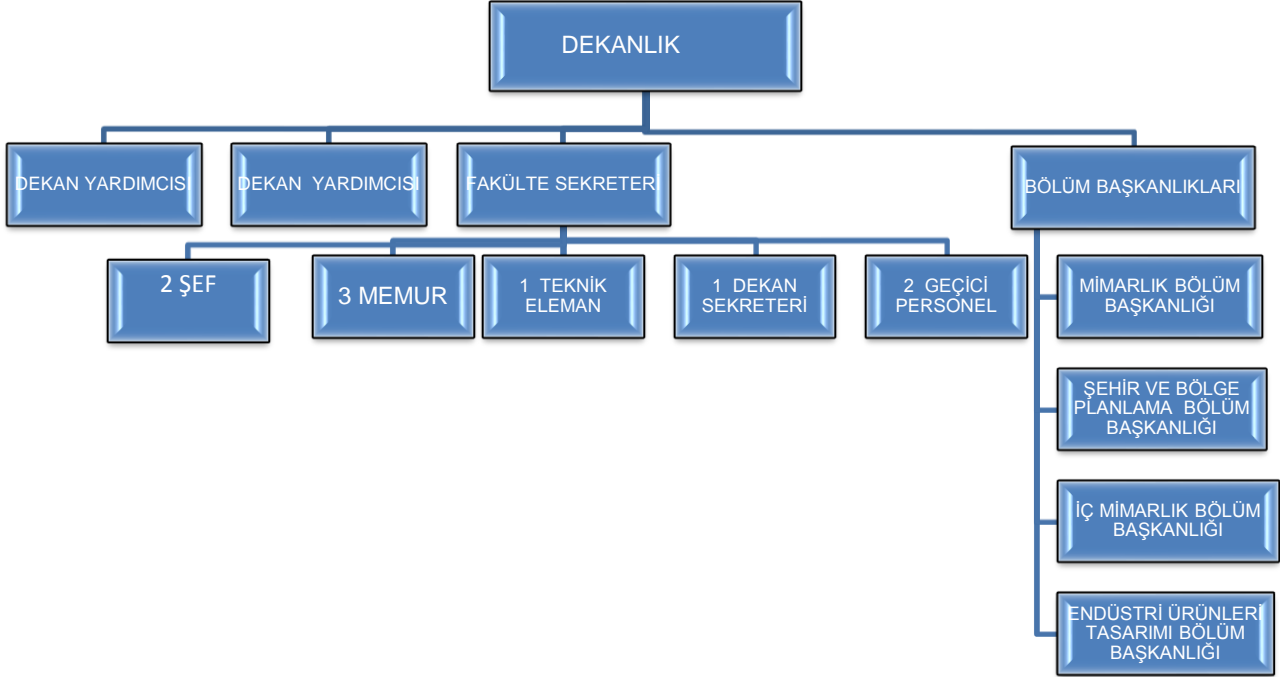 DEKANLIK
DEKAN YARDIMCISI
DEKAN YARDIMCISI
FAKÜLTE SEKRETERİ
BÖLÜM BAŞKANLIKLARI
2 ŞEF
3 MEMUR
1 TEKNİK
ELEMAN
1 DEKAN
SEKRETERİ
2 GEÇİCİ
PERSONEL
MİMARLIK BÖLÜM
BAŞKANLIĞI
ŞEHİR VE BÖLGE
PLANLAMA BÖLÜM
BAŞKANLIĞI
İÇ MİMARLIK BÖLÜM
BAŞKANLIĞI
ENDÜSTRİ ÜRÜNLERİ
TASARIMI BÖLÜM
BAŞKANLIĞI